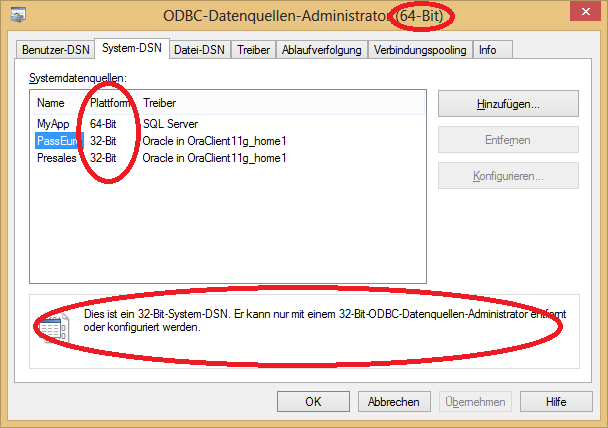 ODBC-Datenquellen-Administrator (64-Bit)
Benutzer-DSN System-DSN Datei-DSN Treiber Ablaufverfolgung Verbindungspooling Info
Systemdatenquellen:
Name Plattform Treiber
MyApp 64-Bit SQL Server
PassEuro 32-Bit Oracle in OraClient11g_home1
Presales 32-Bit Oracle in OraClient11g_home1
Hinzufügen...
Entfernen
Konfigurieren...
Dies ist ein 32-Bit-System-DSN. Er kann nur mit einem 32-Bit-ODBC-Datenquellen-Administrator entfernt
oder konfiguriert werden.
OK Abbrechen Übernehmen Hilfe